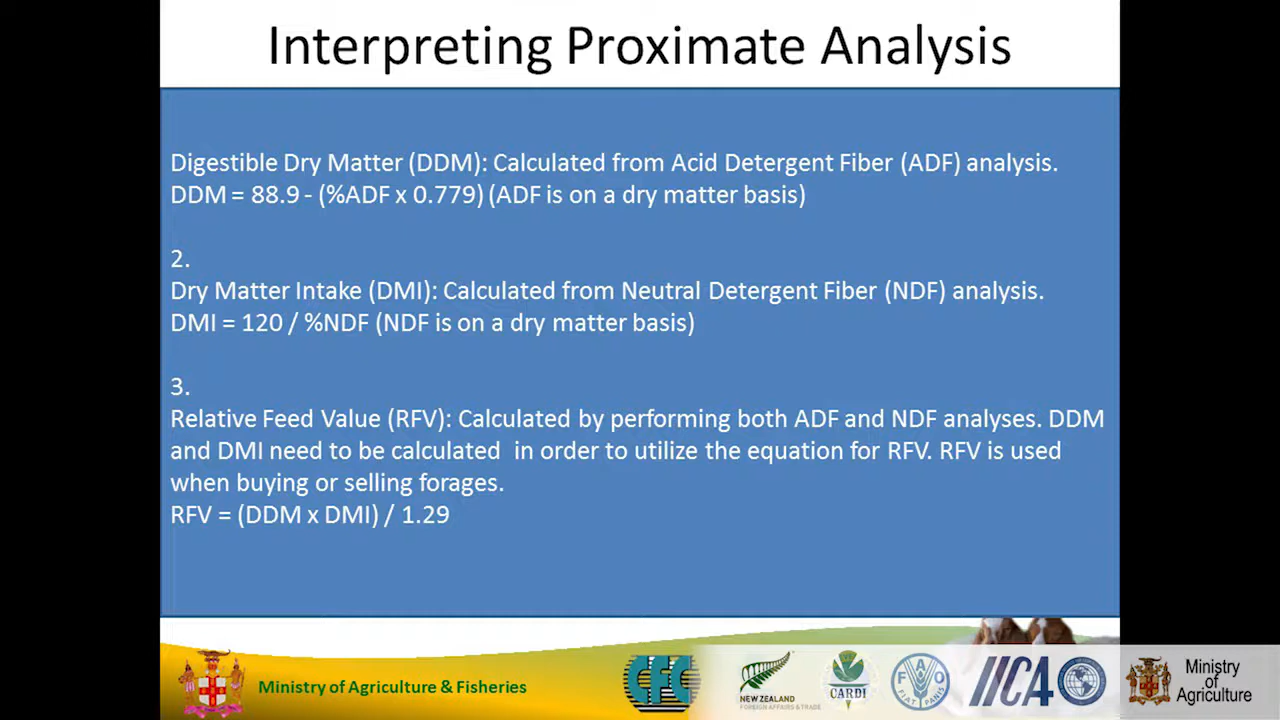 Interpreting Proximate Analysis
Digestible Dry Matter (DDM): Calculated from Acid Detergent Fiber (ADF) analysis.
DDM = 88.9 - (%ADF x 0.779) (ADF is on a dry matter basis)
2.
Dry Matter Intake (DMI): Calculated from Neutral Detergent Fiber (NDF) analysis.
DMI = 120 / %NDF (NDF is on a dry matter basis)
3.
Relative Feed Value (RFV): Calculated by performing both ADF and NDF analyses. DDM
and DMI need to be calculated  in order to utilize the equation for RFV. RFV is used
when buying or selling forages.
RFV = (DDM x DMI) / 1.29
Ministry of Agriculture & Fisheries
CFC
NEW ZEALAND
FOREIGN AFFAIRS & TRADE
CARDI
FAO
FIAT PANIS
IICA
Ministry
of
Agriculture